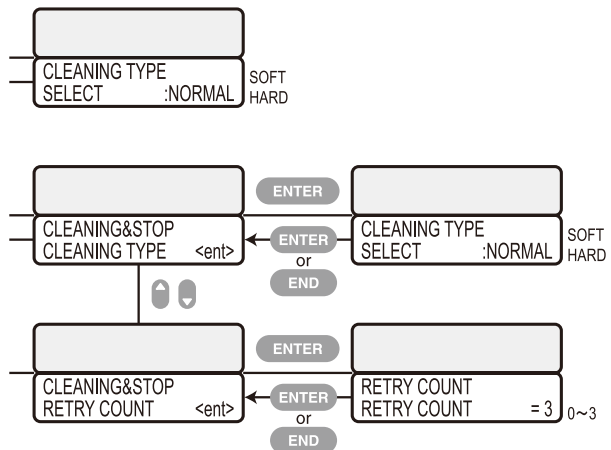 CLEANING TYPE
SELECT :NORMAL
SOFT
HARD
ENTER
CLEANING&STOP
CLEANING TYPE <ent>
ENTER
or
END
CLEANING TYPE
SELECT :NORMAL
SOFT
HARD
ENTER
CLEANING&STOP
RETRY COUNT <ent>
ENTER
or
END
RETRY COUNT
RETRY COUNT = 3
0~3